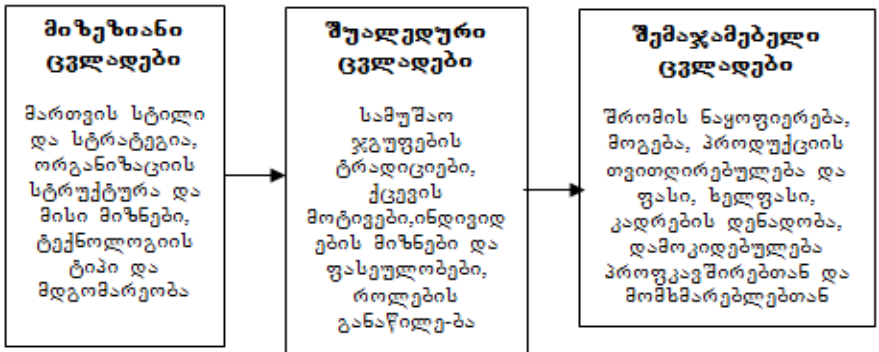 მიზეზიანი
ცვლადები
მართვის სტილი
და სტრატეგია,
ორგანიზაციის
სტრუქტურა და
მისი მიზნები,
ტექნოლოგიის
ტიპი და
მდგომარეობა
შუალედური
ცვლადები
სამუშაო
ჯგუფების
ტრადიციები,
ქცევის
მოტივები,ინდივიდ
ების მიზნები და
ფასეულობები,
როლების
განაწილე-ბა
შემაჯამებელი
ცვლადები
შრომის ნაყოფიერება,
მოგება, პროდუქციის
თვითღირებულება და
ფასი, ხელფასი,
კადრების დენადობა,
დამოკიდებულება
პროფკავშირებთან და
მომხმარებლებთან